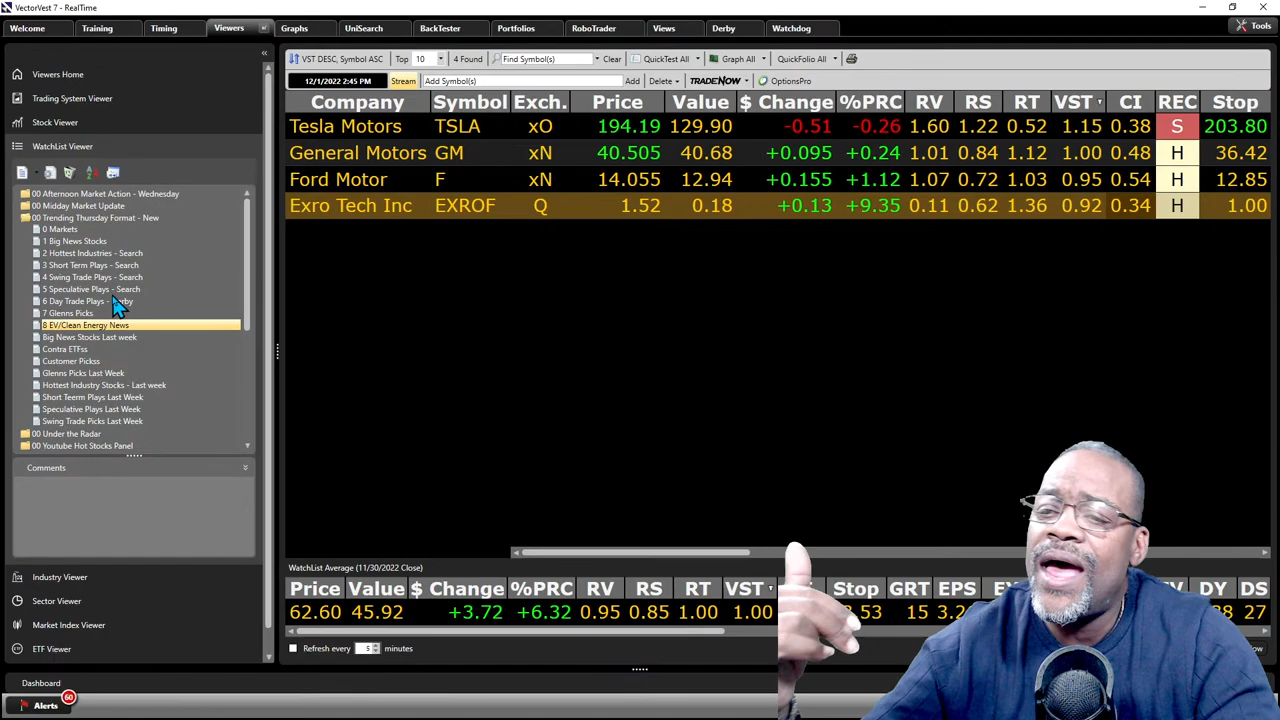 VectorVest 7 - RealTime
Welcome Training Timing Viewers Graphs UniSearch BackTester Portfolios RoboTrader Views Derby Watchdog Tools
Viewers Home
Trading System Viewer
Stock Viewer
WatchList Viewer
00 Afternoon Market Action - Wednesday
00 Midday Market Update
00 Trending Thursday Format - New
0 Markets
1 Big News Stocks
2 Hottest Industries - Search
3 Short Term Plays - Search
4 Swing Trade Plays - Search
5 Speculative Plays - Search
6 Day Trade Plays -
7 Glenns Picks
8 EV/Clean Energy News
Big News Stocks Last week
Contra ETFss
Customer Pickss
Glenns Picks Last Week
Hottest Industry Stocks - Last week
Short Teerm Plays Last Week
Speculative Plays Last Week
Swing Trade Picks Last Week
00 Under the Radar
00 Youtube Hot Stocks Panel
Comments
Industry Viewer
Sector Viewer
Market Index Viewer
ETF Viewer
Dashboard
Alerts 60
VST DESC, Symbol ASC Top 10 4 Found Find Symbol(s) Clear QuickTest All Graph All QuickFolio All
12/1/2022 2:45 PM Stream Add Symbol(s) Add Delete TRADENOW OptionsPro
Company Symbol Exch. Price Value $ Change %PRC RV RS RT VST CI REC Stop
Tesla Motors TSLA xO 194.19 129.90 -0.51 -0.26 1.60 1.22 0.52 1.15 0.38 S 203.80
General Motors GM xN 40.505 40.68 +0.095 +0.24 1.01 0.84 1.12 1.00 0.48 H 36.42
Ford Motor F xN 14.055 12.94 +0.155 +1.12 1.07 0.72 1.03 0.95 0.54 H 12.85
Exro Tech Inc EXROF Q 1.52 0.18 +0.13 +9.35 0.11 0.62 1.36 0.92 0.34 H 1.00
WatchList Average (11/30/2022 Close)
Price Value $ Change %PRC RV RS RT VST Stop GRT EPS DY DS
62.60 45.92 +3.72 +6.32 0.95 0.85 1.00 1.00 15 27
Refresh every 5 minutes